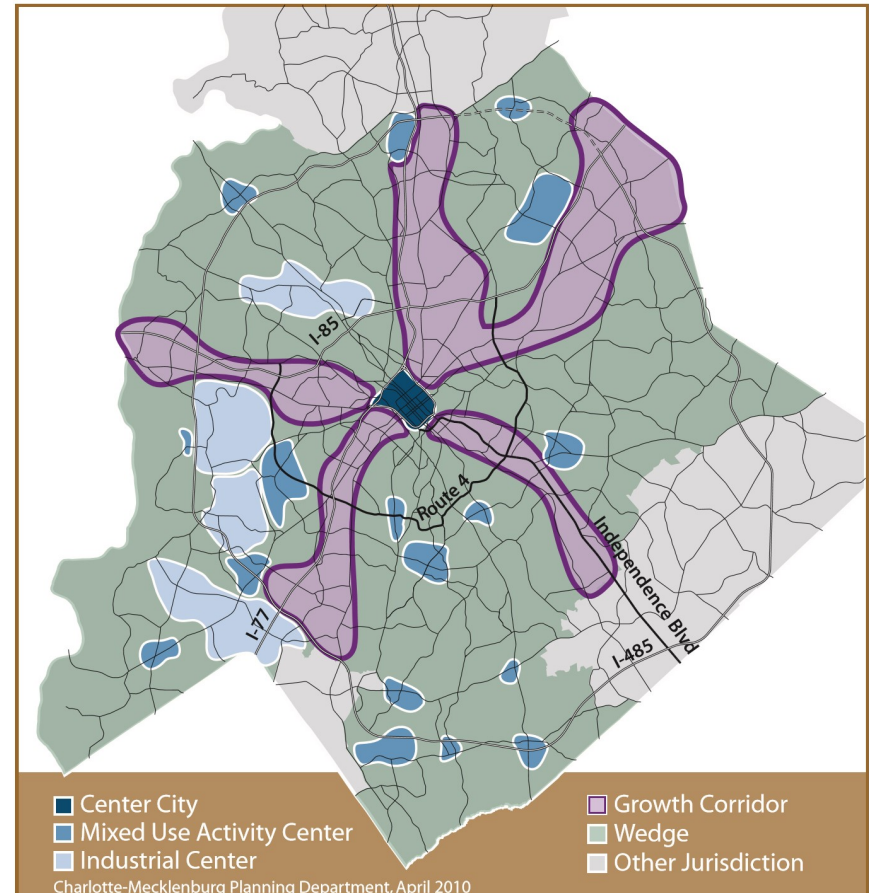 I-85
Route 4
Independence Blvd
I-77
I-485
Center City
Mixed Use Activity Center
Industrial Center
Growth Corridor
Wedge
Other Jurisdiction
Charlotte-Mecklenburg Planning Department, April 2010